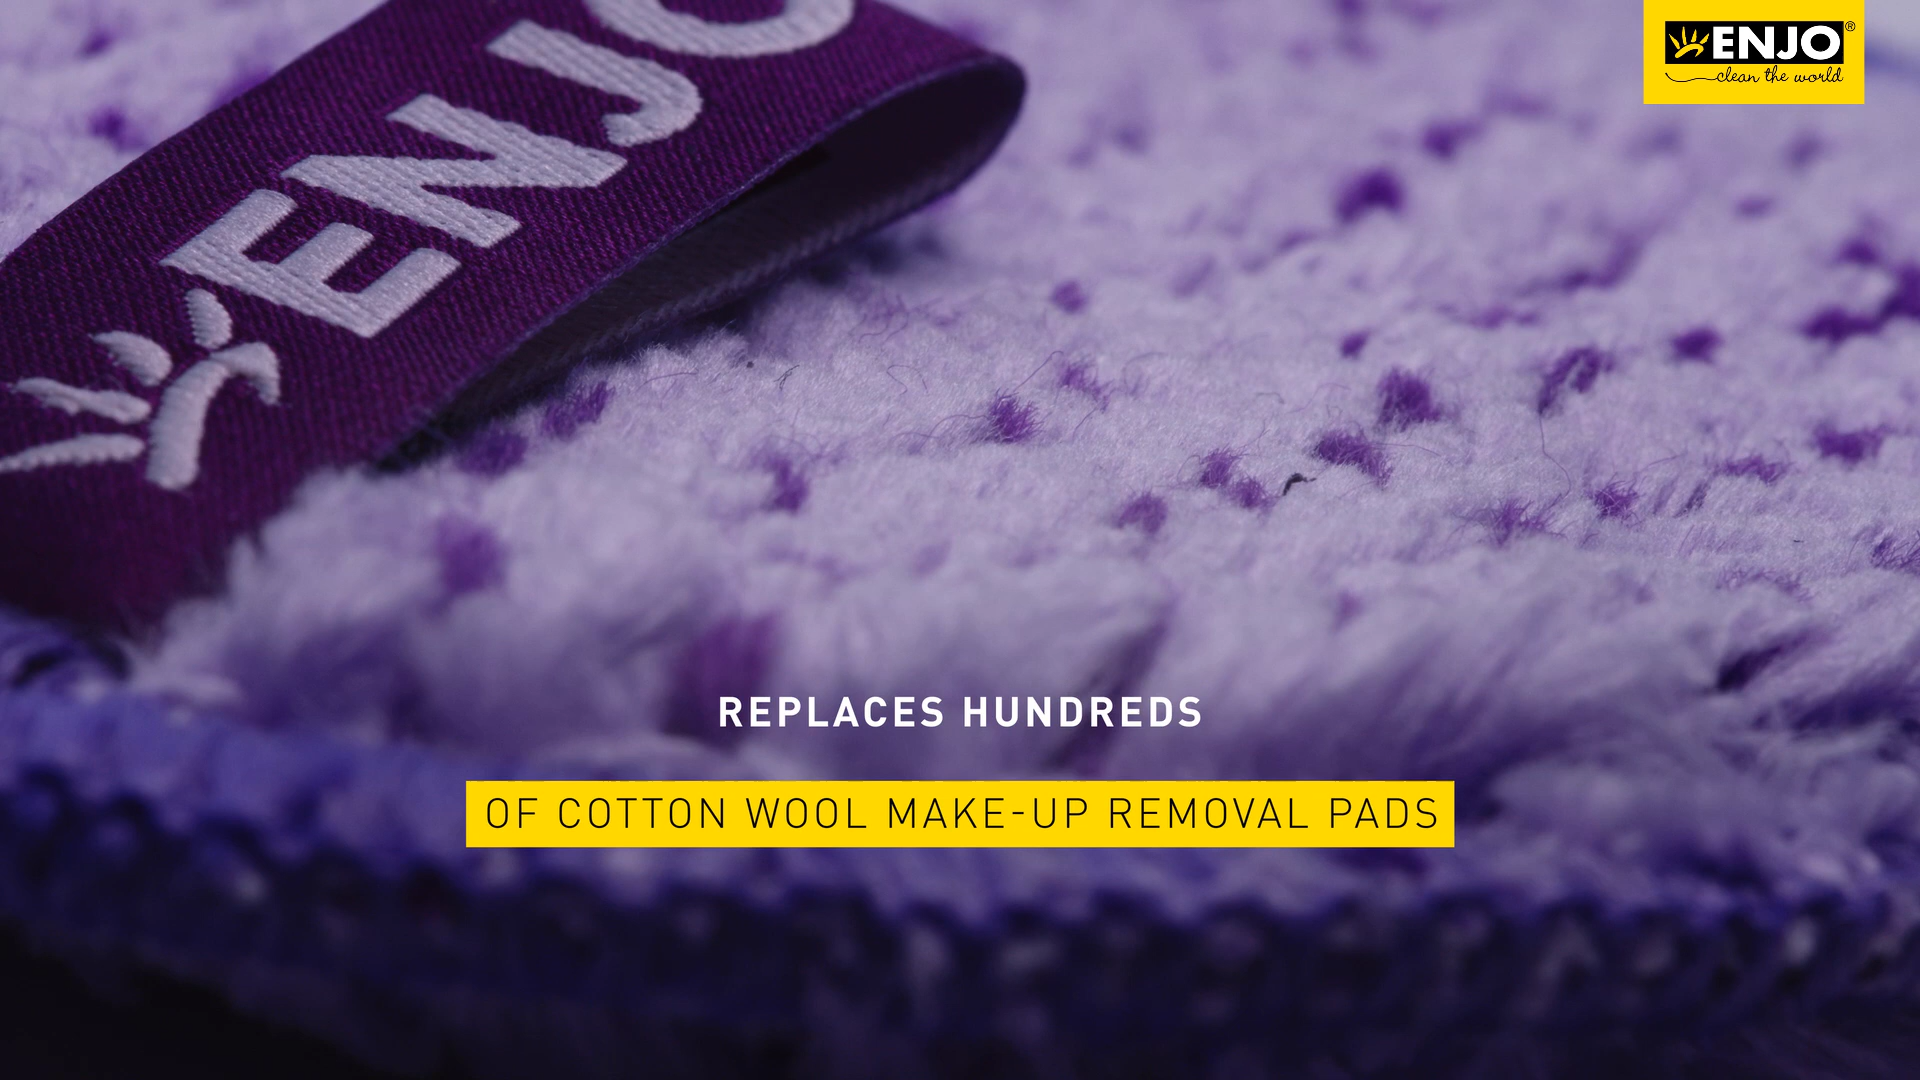 ENJO
ENJO®
clean the world
REPLACES HUNDREDS
OF COTTON WOOL MAKE-UP REMOVAL PADS